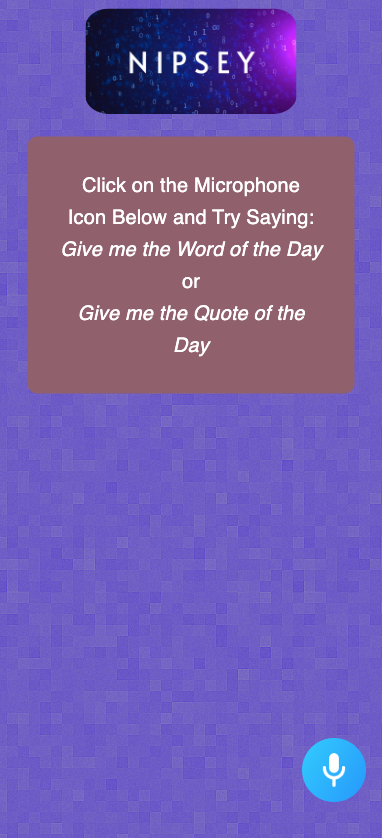 NIPSEY
Click on the Microphone
Icon Below and Try Saying:
Give me the Word of the Day
or
Give me the Quote of the
Day